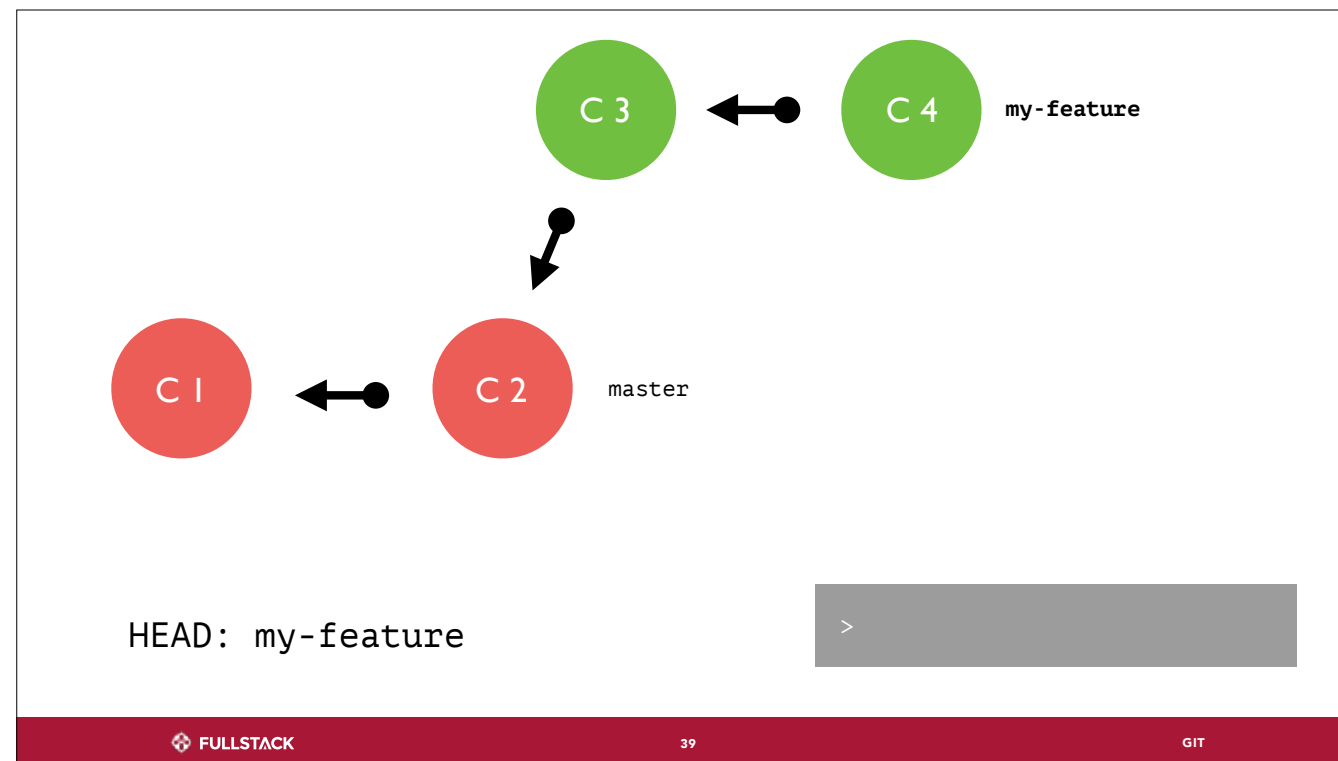 C 3
C 4
my-feature
C 1
C 2
master
HEAD: my-feature
>
FULLSTACK
39
GIT